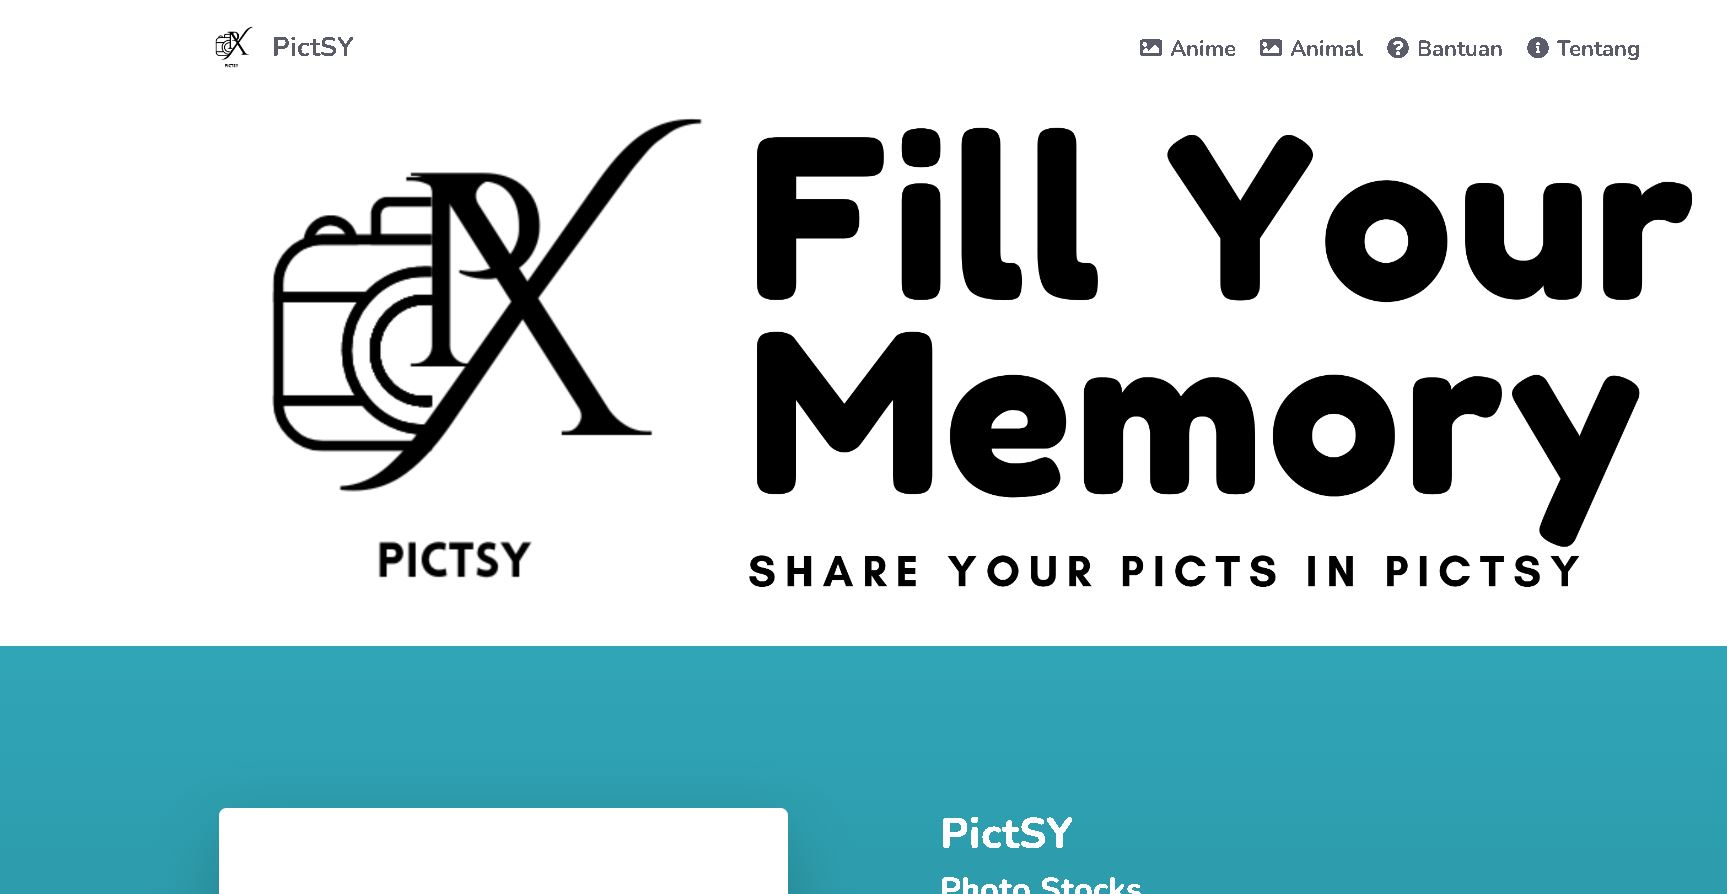 PictSY
Anime Animal Bantuan Tentang
Fill Your
Memory
PICTSY
SHARE YOUR PICTS IN PICTSY
PictSY
Photo Stocks